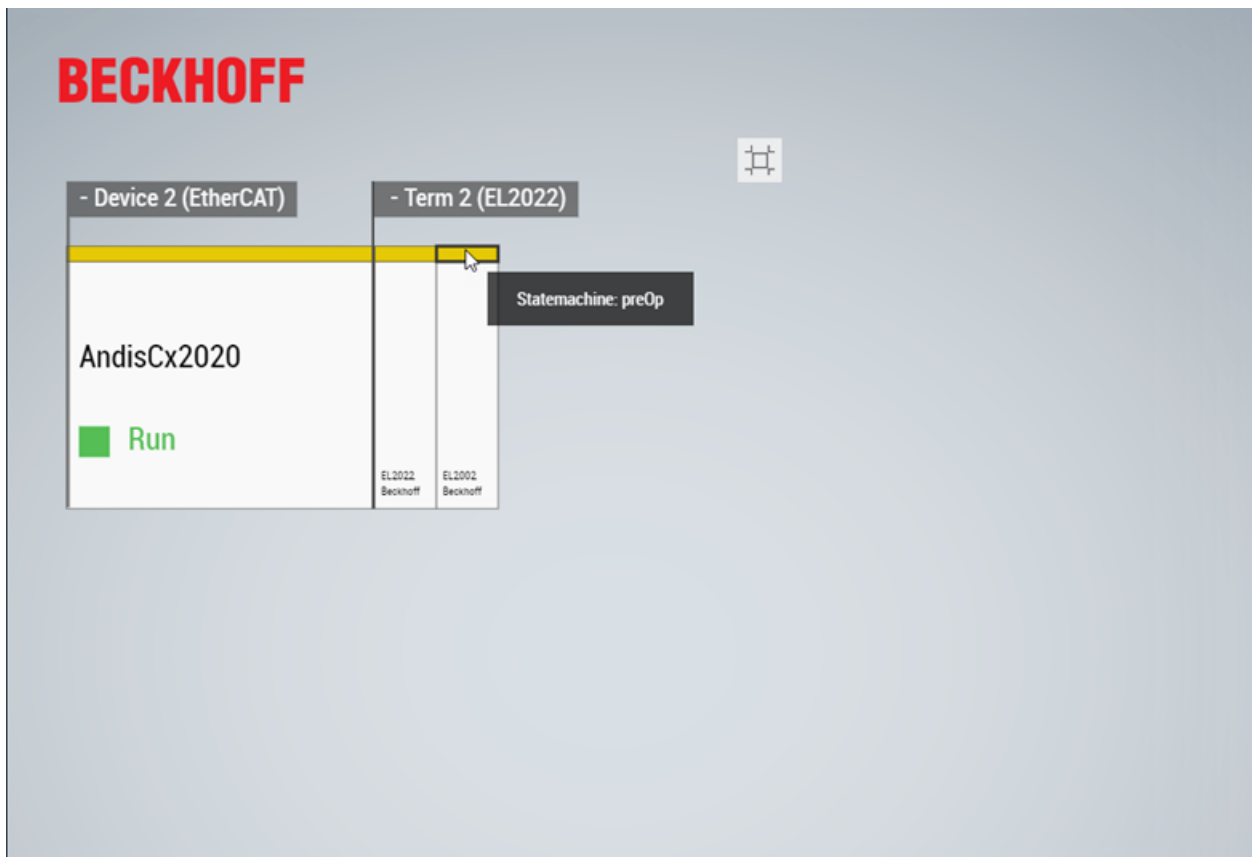 BECKHOFF
- Device 2 (EtherCAT)
- Term 2 (EL2022)
Statemachine: preOp
AndisCx2020
Run
EL2022
Beckhoff
EL2002
Beckhoff